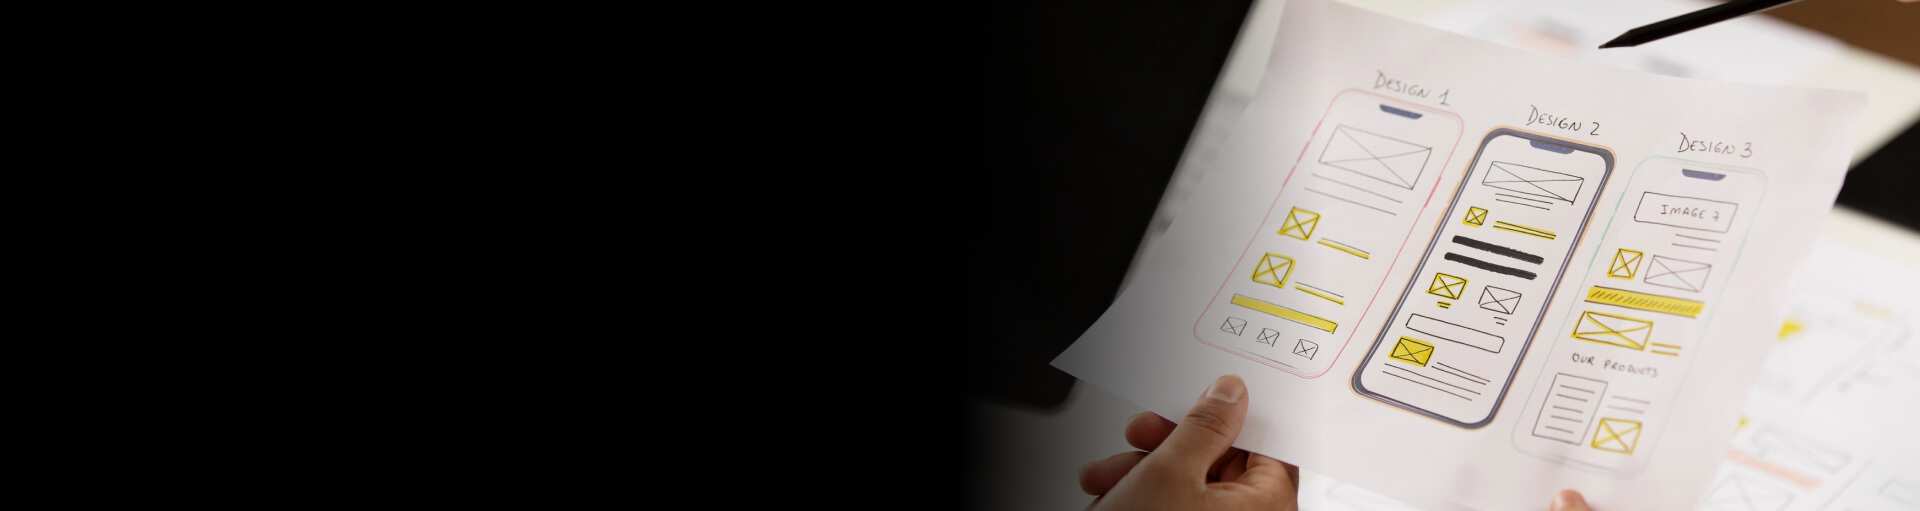 DESIGN 1
DESIGN 2
DESIGN 3
IMAGE 7
OUR PRODUCTS